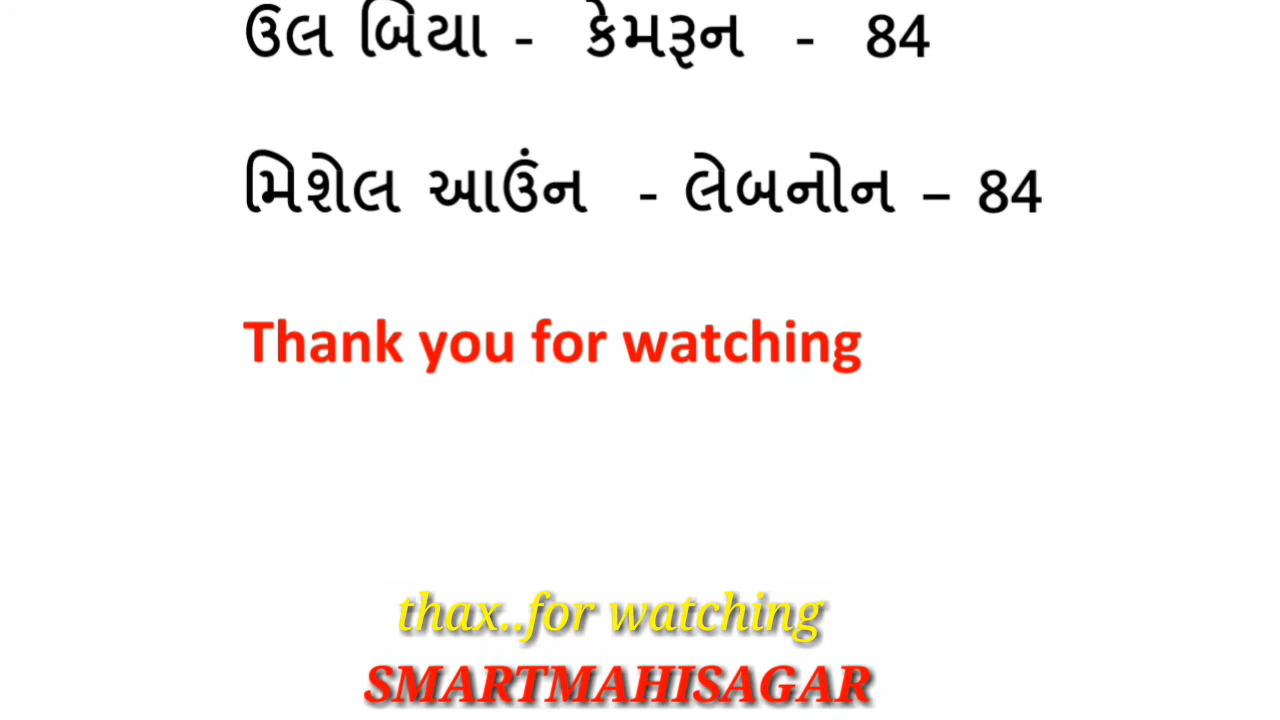 ઉલ બિયા - કેમરૂન - 84
મિશેલ આઉંન - લેબનોન – 84
Thank you for watching
thax..for watching
SMARTMAHISAGAR